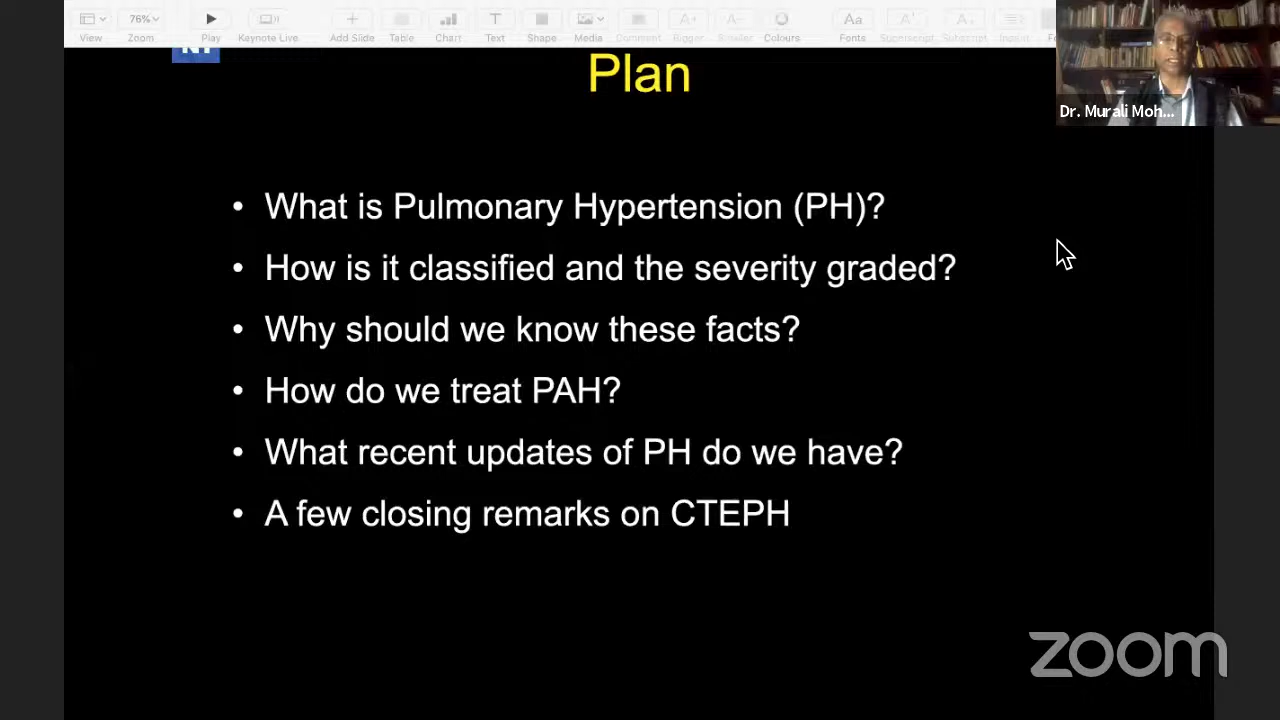 View
76%
Zoom
Play
Keynote Live
Add Slide
Table
Chart
Text
Shape
Media
Comment
Bigger
Smaller
Colours
Fonts
Superscript
Subscript
Inspect
Plan
Dr. Murali Moh...
• What is Pulmonary Hypertension (PH)?
• How is it classified and the severity graded?
• Why should we know these facts?
• How do we treat PAH?
• What recent updates of PH do we have?
• A few closing remarks on CTEPH
zoom